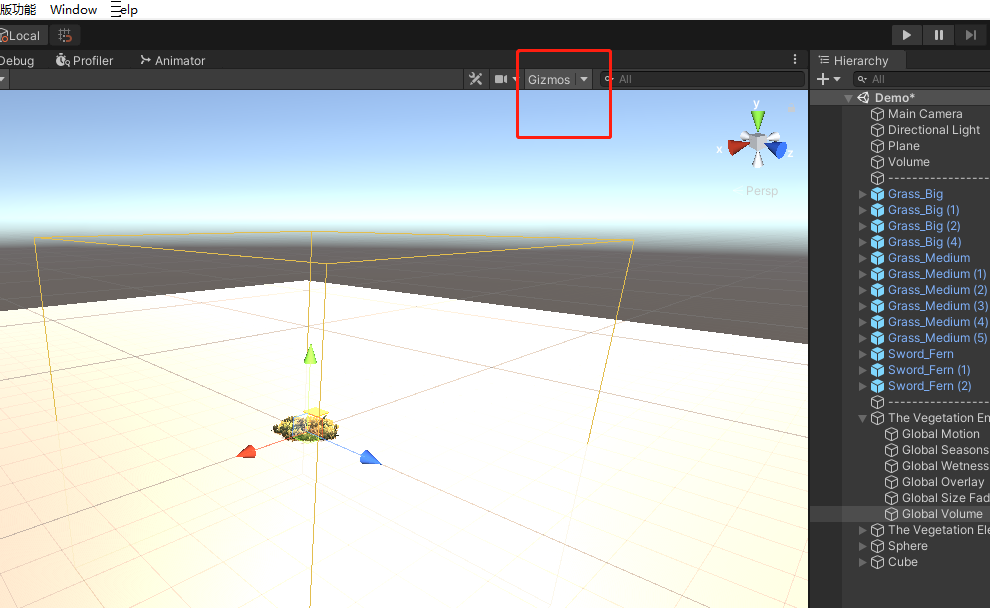 版功能 Window Help
Local
Debug Profiler Animator
Gizmos All
y
x
z
Persp
Hierarchy
All
Demo*
Main Camera
Directional Light
Plane
Volume
------------------
Grass_Big
Grass_Big (1)
Grass_Big (2)
Grass_Big (4)
Grass_Medium
Grass_Medium (1)
Grass_Medium (2)
Grass_Medium (3)
Grass_Medium (4)
Grass_Medium (5)
Sword_Fern
Sword_Fern (1)
Sword_Fern (2)
------------------
The Vegetation En
Global Motion
Global Seasons
Global Wetness
Global Overlay
Global Size Fad
Global Volume
The Vegetation Ele
Sphere
Cube